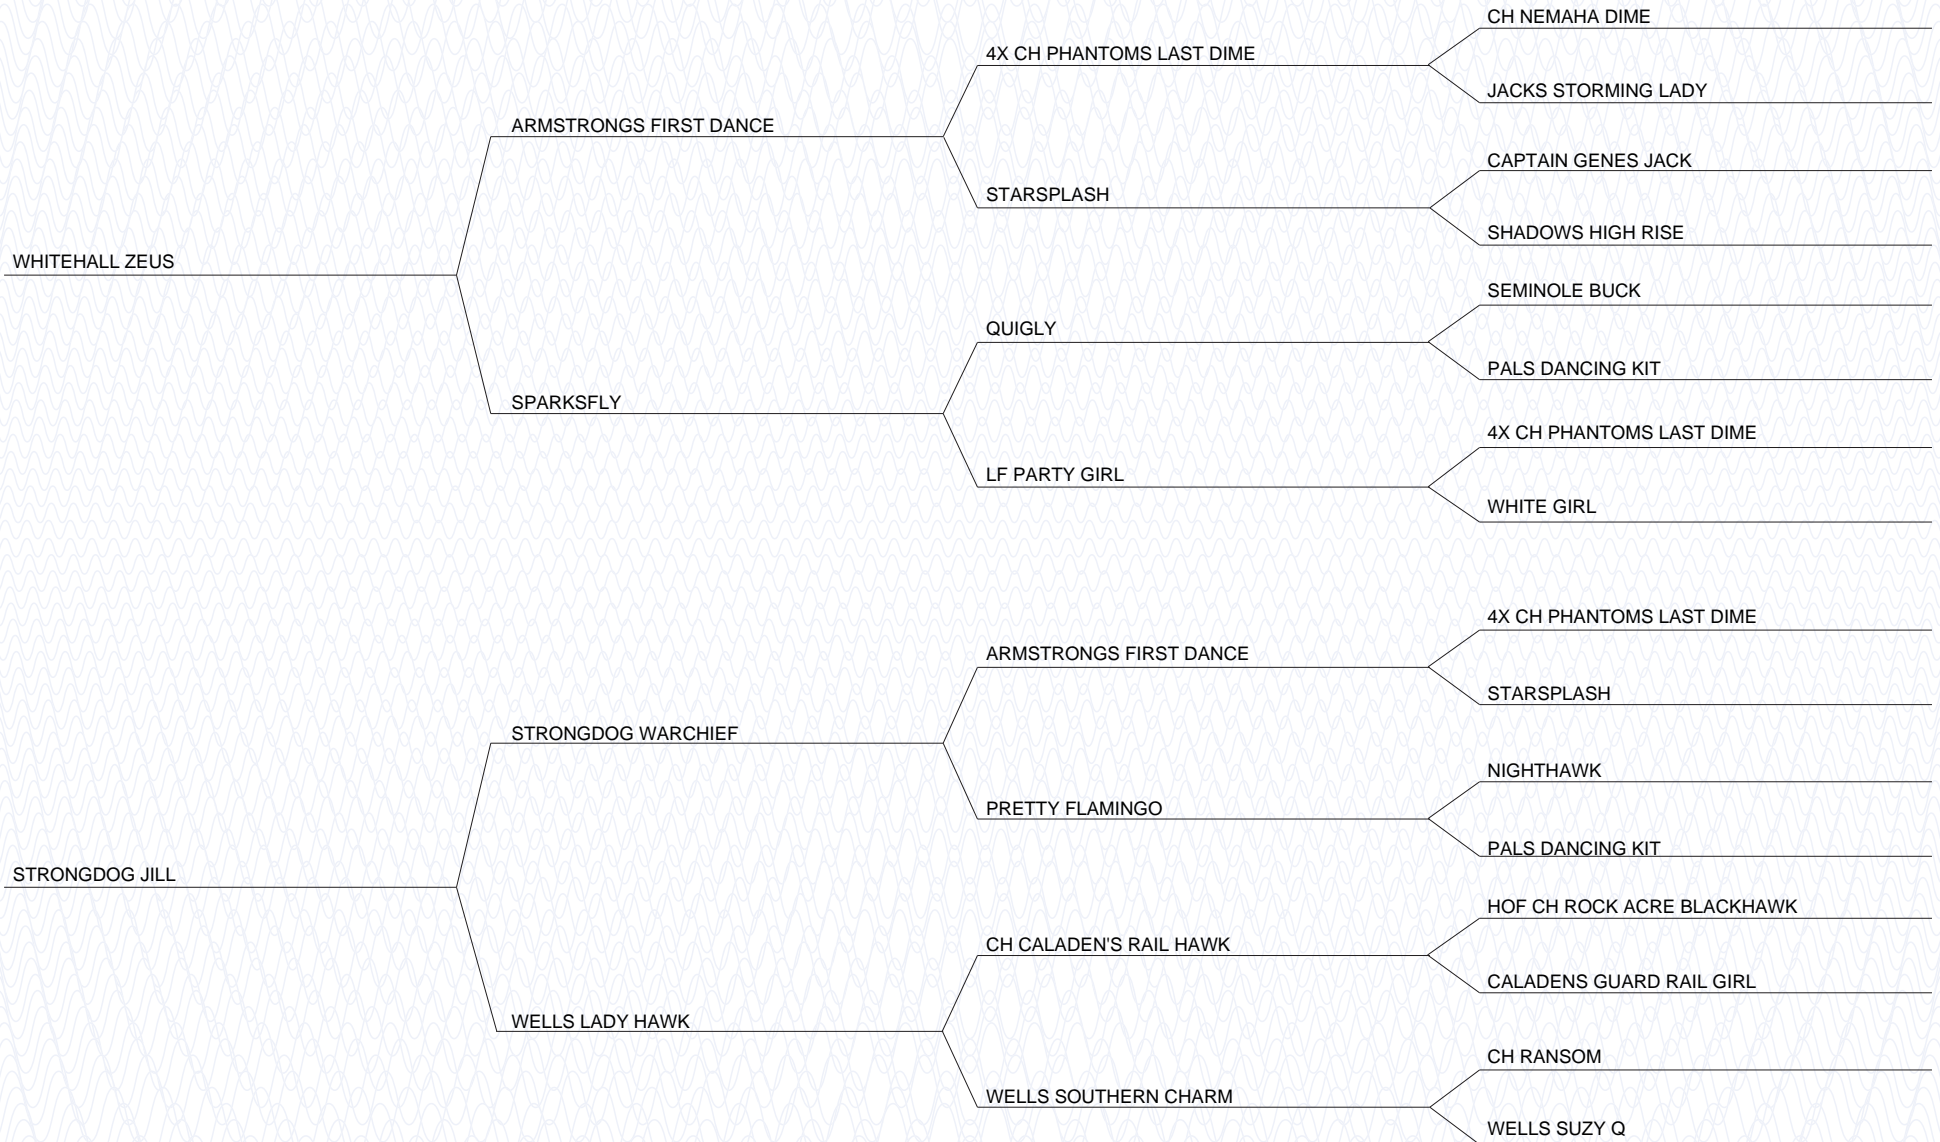 CH NEMAHA DIME
4X CH PHANTOMS LAST DIME
JACKS STORMING LADY
ARMSTRONGS FIRST DANCE
CAPTAIN GENES JACK
STARSPLASH
SHADOWS HIGH RISE
WHITEHALL ZEUS
SEMINOLE BUCK
QUIGLY
PALS DANCING KIT
SPARKSFLY
4X CH PHANTOMS LAST DIME
LF PARTY GIRL
WHITE GIRL
4X CH PHANTOMS LAST DIME
ARMSTRONGS FIRST DANCE
STARSPLASH
STRONGDOG WARCHIEF
NIGHTHAWK
PRETTY FLAMINGO
PALS DANCING KIT
STRONGDOG JILL
HOF CH ROCK ACRE BLACKHAWK
CH CALADEN'S RAIL HAWK
CALADENS GUARD RAIL GIRL
WELLS LADY HAWK
CH RANSOM
WELLS SOUTHERN CHARM
WELLS SUZY Q